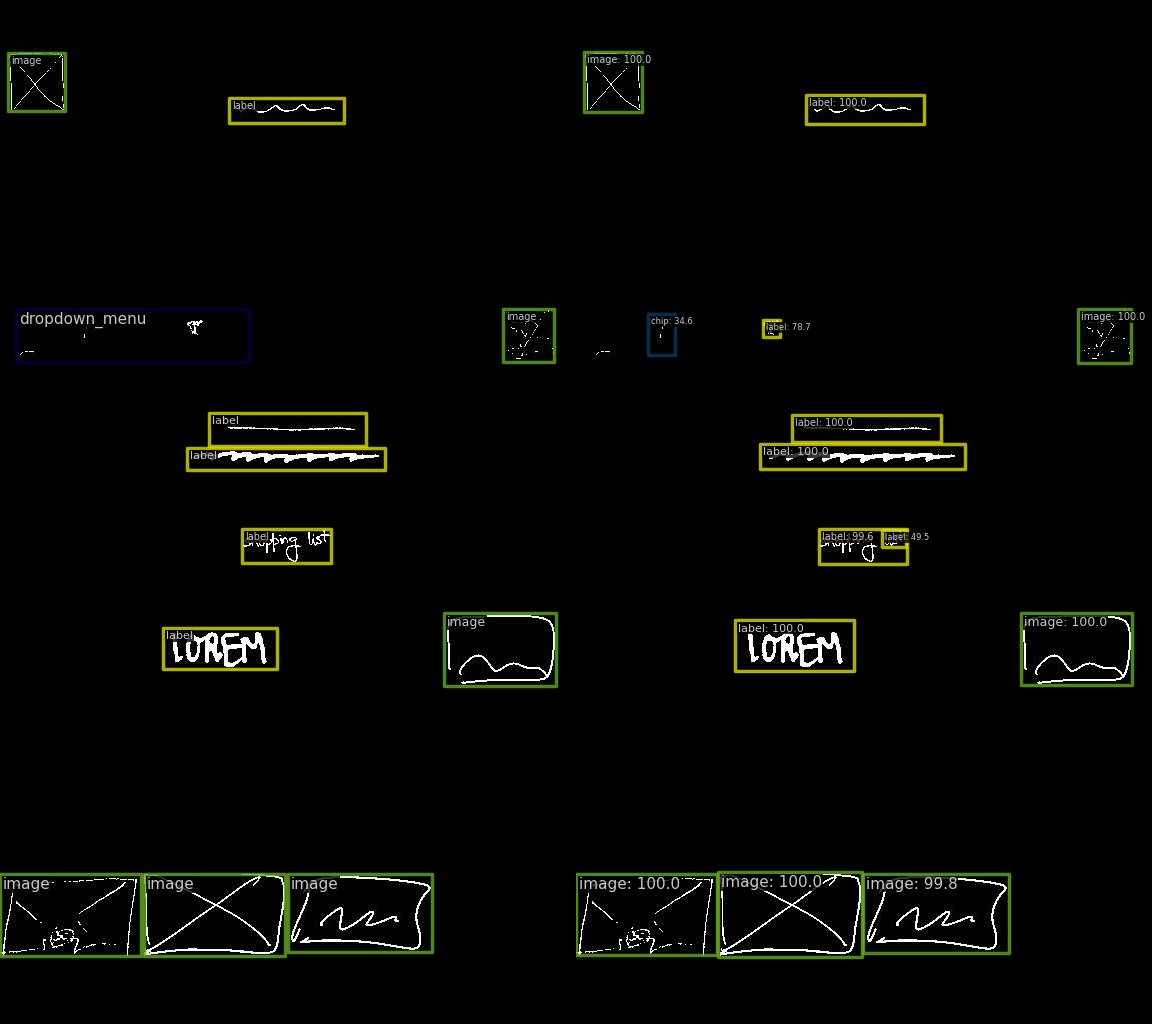 image image: 100.0
label label: 100.0
dropdown_menu image chip: 34.6 label: 78.7 image: 100.0
label label: 100.0
label label: 100.0
label label: 99.6 label: 49.5
shopping list
label image label: 100.0 image: 100.0
LOREM LOREM
image image image image: 100.0 image: 100.0 image: 99.8